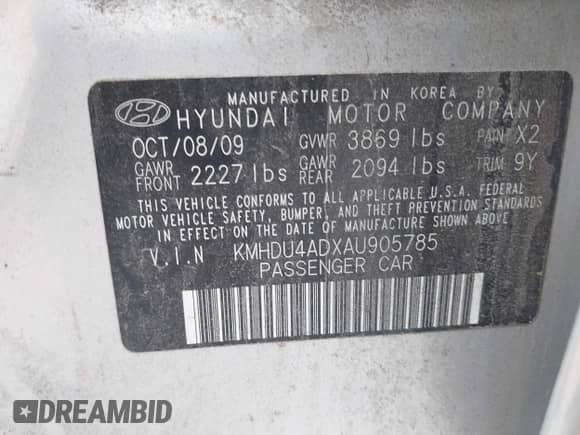 MANUFACTURED IN KOREA BY
HYUNDAI MOTOR COMPANY
OCT/08/09 GVWR 3869 lbs PAINT X2
GAWR FRONT 2227 lbs GAWR REAR 2094 lbs TRIM 9Y
THIS VEHICLE CONFORMS TO ALL APPLICABLE U.S.A. FEDERAL
MOTOR VEHICLE SAFETY, BUMPER, AND THEFT PREVENTION STANDARDS
IN EFFECT ON THE DATE OF MANUFACTURE SHOWN ABOVE
V.I.N KMHDU4ADXAU905785
PASSENGER CAR
DREAMBID